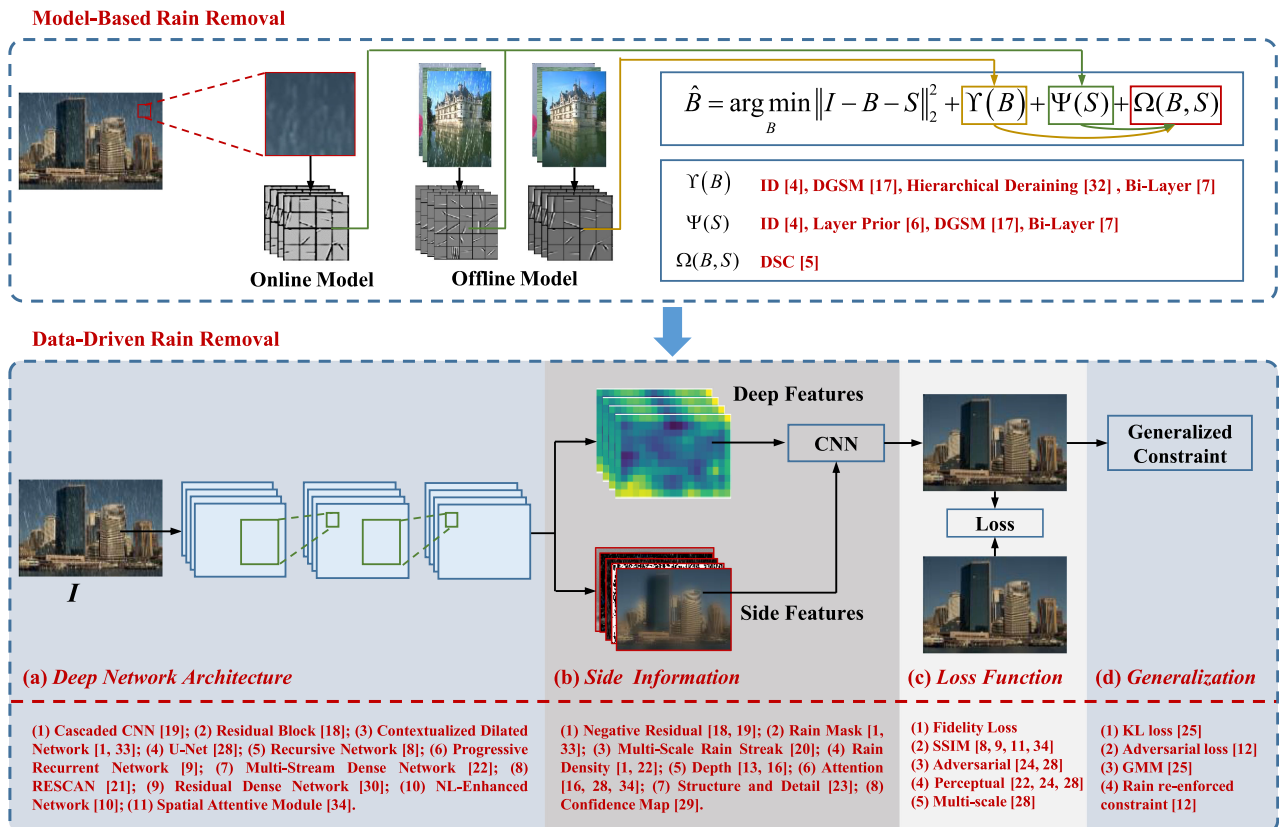 Model-Based Rain Removal
B̂ = arg min_B ‖I − B − S‖₂² + ϒ(B) + Ψ(S) + Ω(B, S)
ϒ(B) ID [4], DGSM [17], Hierarchical Deraining [32] , Bi-Layer [7]
Ψ(S) ID [4], Layer Prior [6], DGSM [17], Bi-Layer [7]
Ω(B, S) DSC [5]
Online Model
Offline Model
Data-Driven Rain Removal
I
Deep Features
CNN
Side Features
Loss
Generalized
Constraint
(a) Deep Network Architecture
(1) Cascaded CNN [19]; (2) Residual Block [18]; (3) Contextualized Dilated
Network [1, 33]; (4) U-Net [28]; (5) Recursive Network [8]; (6) Progressive
Recurrent Network [9]; (7) Multi-Stream Dense Network [22]; (8)
RESCAN [21]; (9) Residual Dense Network [30]; (10) NL-Enhanced
Network [10]; (11) Spatial Attentive Module [34].
(b) Side Information
(1) Negative Residual [18, 19]; (2) Rain Mask [1,
33]; (3) Multi-Scale Rain Streak [20]; (4) Rain
Density [1, 22]; (5) Depth [13, 16]; (6) Attention
[16, 28, 34]; (7) Structure and Detail [23]; (8)
Confidence Map [29].
(c) Loss Function
(1) Fidelity Loss
(2) SSIM [8, 9, 11, 34]
(3) Adversarial [24, 28]
(4) Perceptual [22, 24, 28]
(5) Multi-scale [28]
(d) Generalization
(1) KL loss [25]
(2) Adversarial loss [12]
(3) GMM [25]
(4) Rain re-enforced
constraint [12]